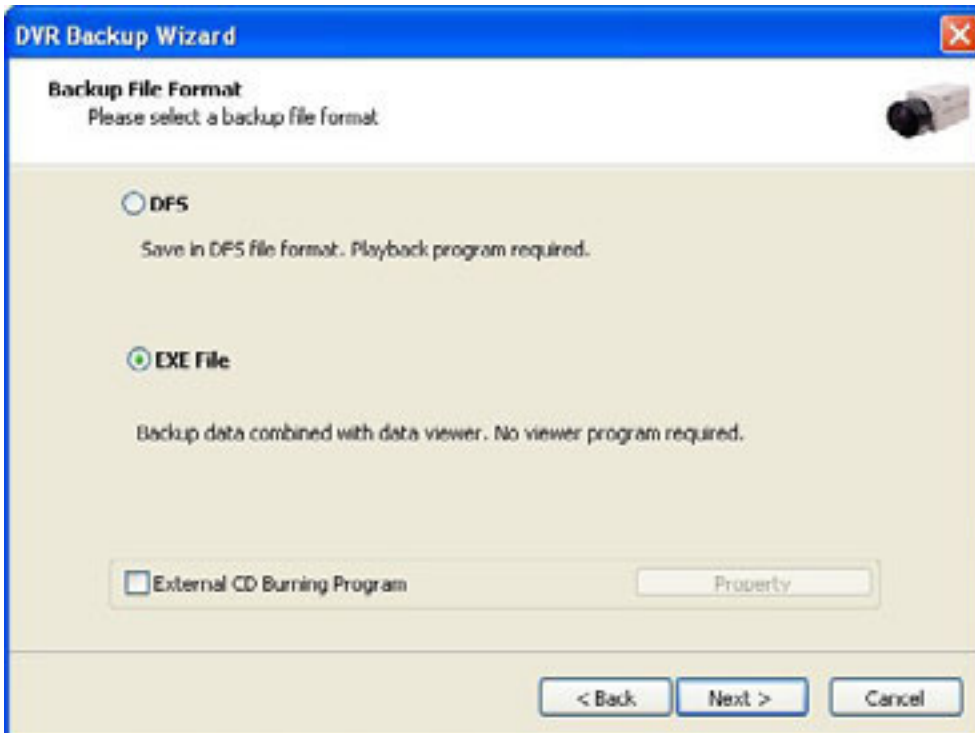 DVR Backup Wizard
Backup File Format
Please select a backup file format
DFS
Save in DFS file format. Playback program required.
EXE File
Backup data combined with data viewer. No viewer program required.
External CD Burning Program
Property
< Back
Next >
Cancel